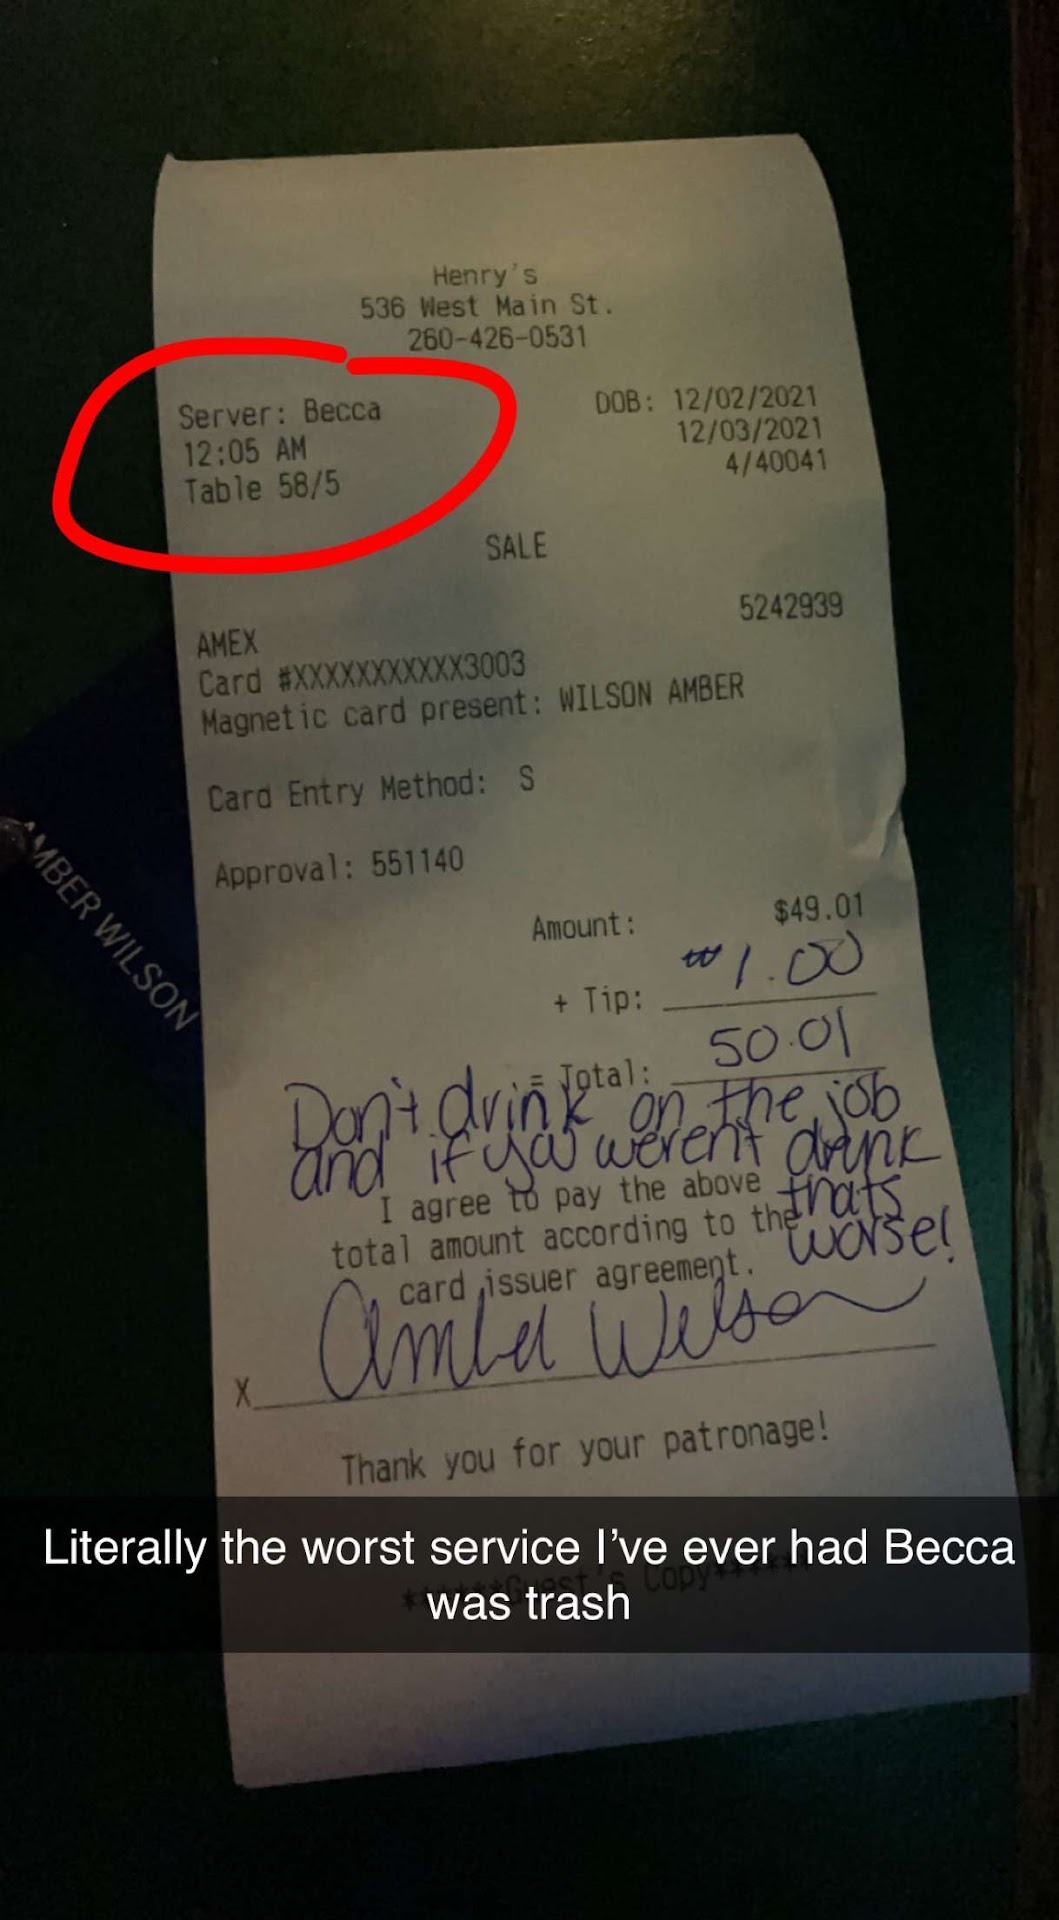 Henry's
536 West Main St.
260-426-0531
Server: Becca
DOB: 12/02/2021
12:05 AM
12/03/2021
Table 58/5
4/40041
SALE
5242939
AMEX
Card #XXXXXXXXXXX3003
Magnetic card present: WILSON AMBER
Card Entry Method: S
Approval: 551140
AMBER WILSON
Amount: $49.01
+ Tip: 1.00
= Total: 50.01
Don't drink on the job
and if you weren't drunk
thats
worse!
I agree to pay the above
total amount according to the
card issuer agreement.
X Amber Wilson
Thank you for your patronage!
Literally the worst service I've ever had Becca
was trash
******Guest's Copy******